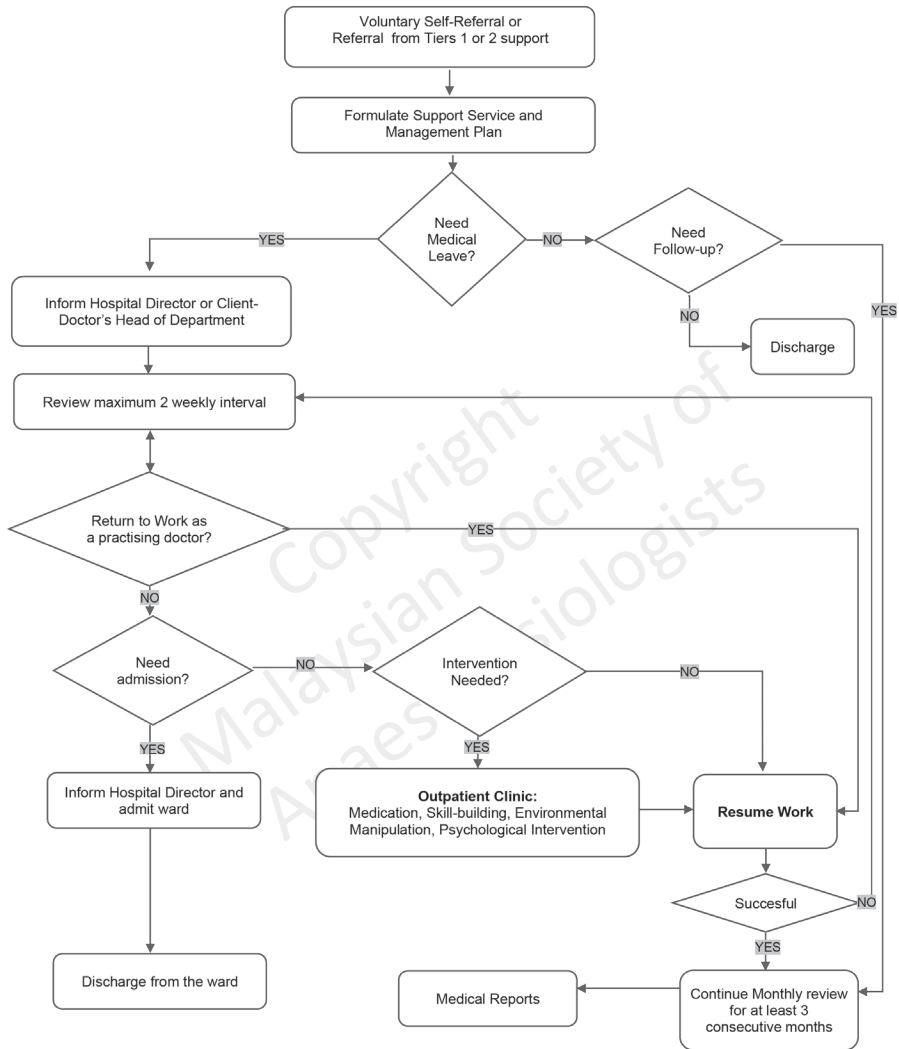 Voluntary Self-Referral or
Referral from Tiers 1 or 2 support
Formulate Support Service and
Management Plan
Need
Medical
Leave?
YES
NO
Need
Follow-up?
YES
NO
Discharge
Inform Hospital Director or Client-
Doctor's Head of Department
Review maximum 2 weekly interval
Return to Work as
a practising doctor?
YES
NO
Need
admission?
NO
Intervention
Needed?
NO
YES
YES
Inform Hospital Director and
admit ward
Outpatient Clinic:
Medication, Skill-building, Environmental
Manipulation, Psychological Intervention
Resume Work
Succesful
NO
YES
Discharge from the ward
Medical Reports
Continue Monthly review
for at least 3
consecutive months
Copyright
Malaysian Society of
Anaesthesiologists